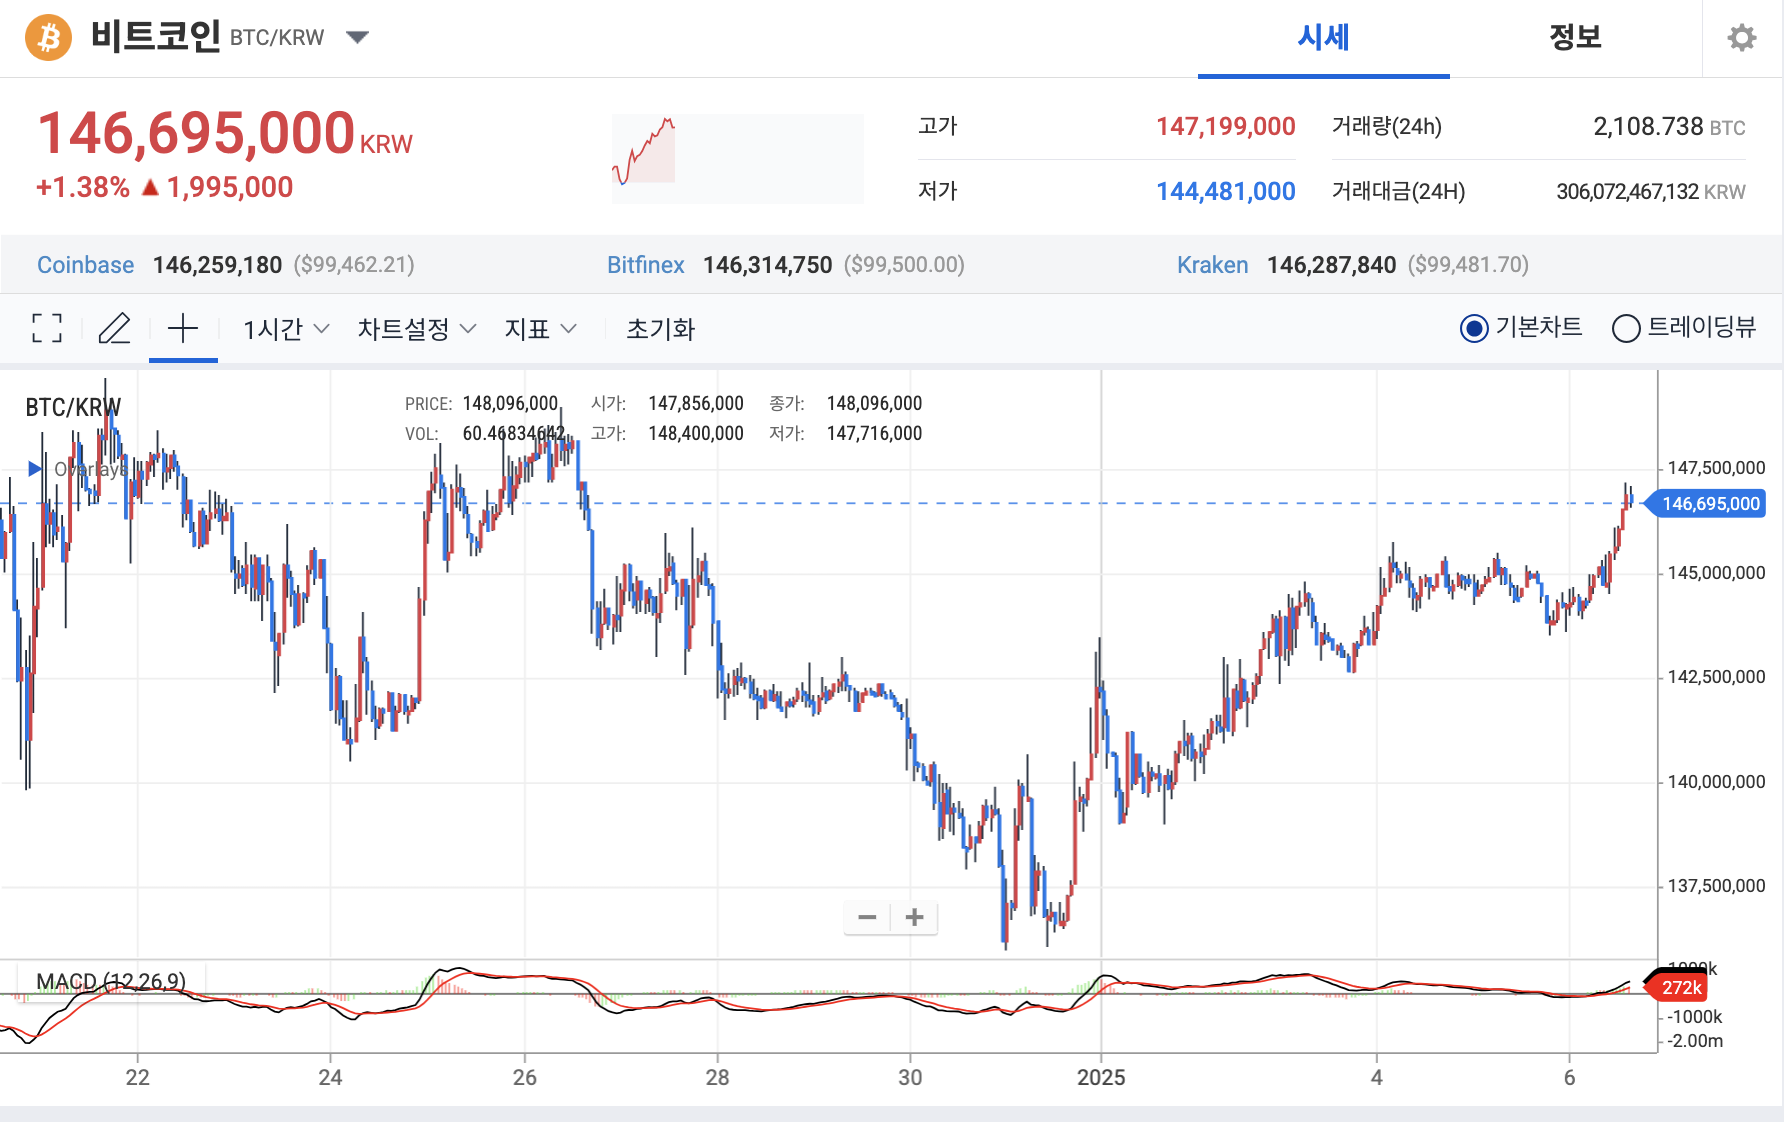 비트코인 BTC/KRW
시세
정보
146,695,000 KRW
+1.38% ▲ 1,995,000
고가 147,199,000
저가 144,481,000
거래량(24h) 2,108.738 BTC
거래대금(24H) 306,072,467,132 KRW
Coinbase 146,259,180 ($99,462.21)
Bitfinex 146,314,750 ($99,500.00)
Kraken 146,287,840 ($99,481.70)
1시간 차트설정 지표 초기화
기본차트 트레이딩뷰
BTC/KRW
PRICE: 148,096,000 시가: 147,856,000 종가: 148,096,000
VOL: 60.46834642 고가: 148,400,000 저가: 147,716,000
Overlays
147,500,000
146,695,000
145,000,000
142,500,000
140,000,000
137,500,000
MACD (12,26,9)
272k
-1000k
-2.00m
22 24 26 28 30 2025 4 6